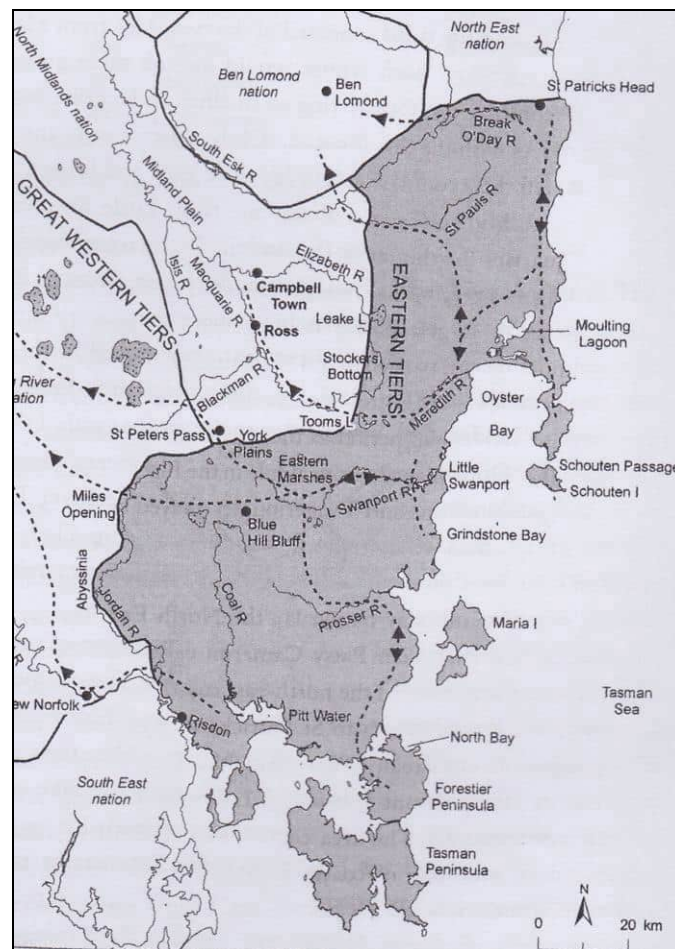 North East
nation
North Midlands nation
Ben Lomond
nation
Ben
Lomond
St Patricks Head
Break
O'Day R
South Esk R
Midland Plain
St Pauls R
GREAT WESTERN TIERS
Isis R
Macquarie R
Elizabeth R
Campbell
Town
EASTERN TIERS
Leake L
Ross
Moulting
Lagoon
Stockers
Bottom
Blackman R
Meredith R
River
nation
Tooms L
Oyster
Bay
St Peters Pass
York
Plains
Little
Swanport
Schouten Passage
Schouten I
Eastern
Marshes
L Swanport R
Miles
Opening
Blue
Hill Bluff
Grindstone Bay
Abyssinia
Jordan R
Coal R
Prosser R
Maria I
Tasman
Sea
R
New Norfolk
Risdon
Pitt Water
North Bay
South East
nation
Forestier
Peninsula
Tasman
Peninsula
N
0 20 km